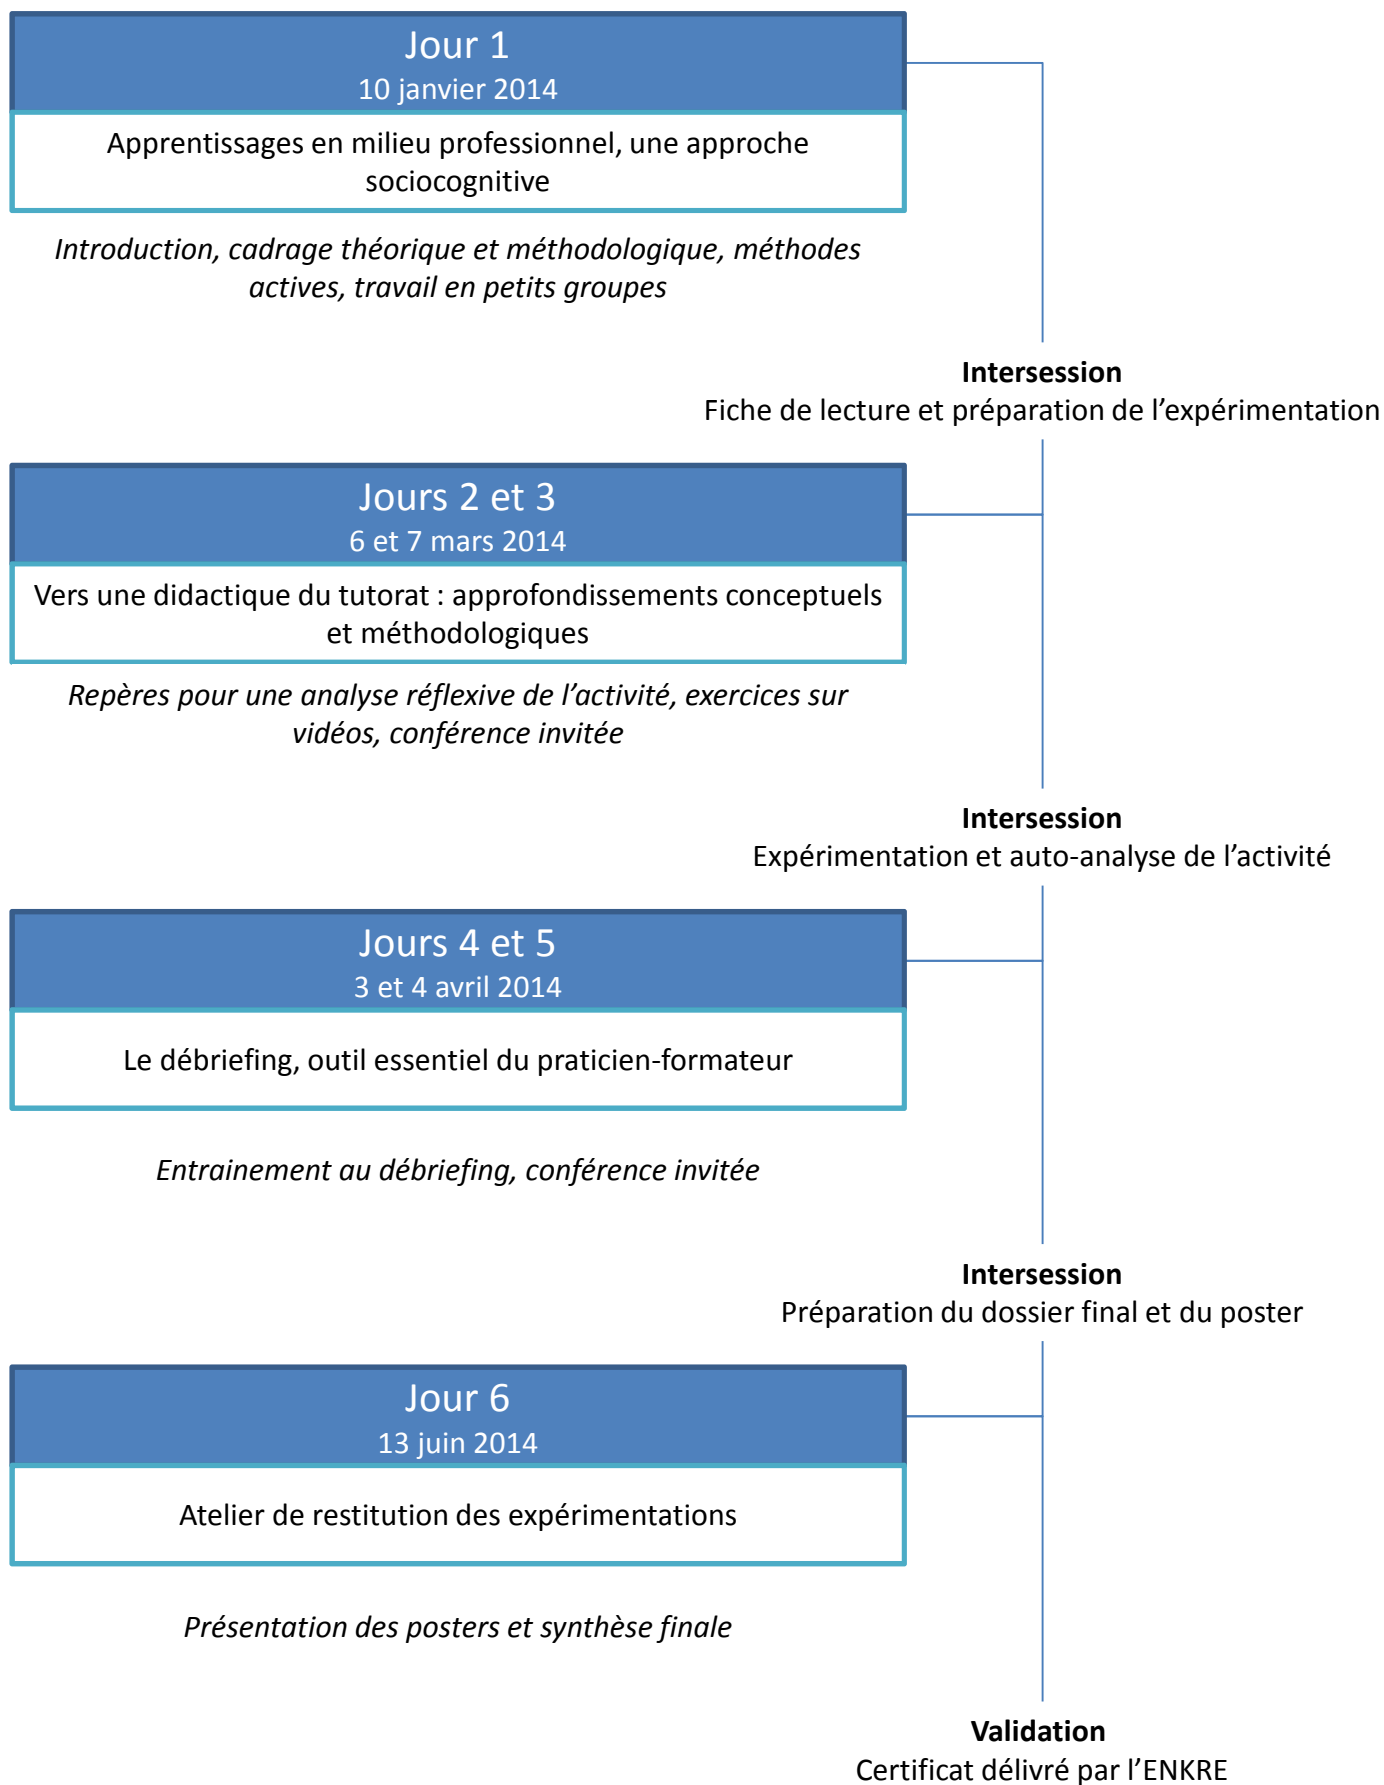 Jour 1
10 janvier 2014
Apprentissages en milieu professionnel, une approche
sociocognitive
Introduction, cadrage théorique et méthodologique, méthodes
actives, travail en petits groupes
Intersession
Fiche de lecture et préparation de l’expérimentation
Jours 2 et 3
6 et 7 mars 2014
Vers une didactique du tutorat : approfondissements conceptuels
et méthodologiques
Repères pour une analyse réflexive de l’activité, exercices sur
vidéos, conférence invitée
Intersession
Expérimentation et auto-analyse de l’activité
Jours 4 et 5
3 et 4 avril 2014
Le débriefing, outil essentiel du praticien-formateur
Entrainement au débriefing, conférence invitée
Intersession
Préparation du dossier final et du poster
Jour 6
13 juin 2014
Atelier de restitution des expérimentations
Présentation des posters et synthèse finale
Validation
Certificat délivré par l’ENKRE